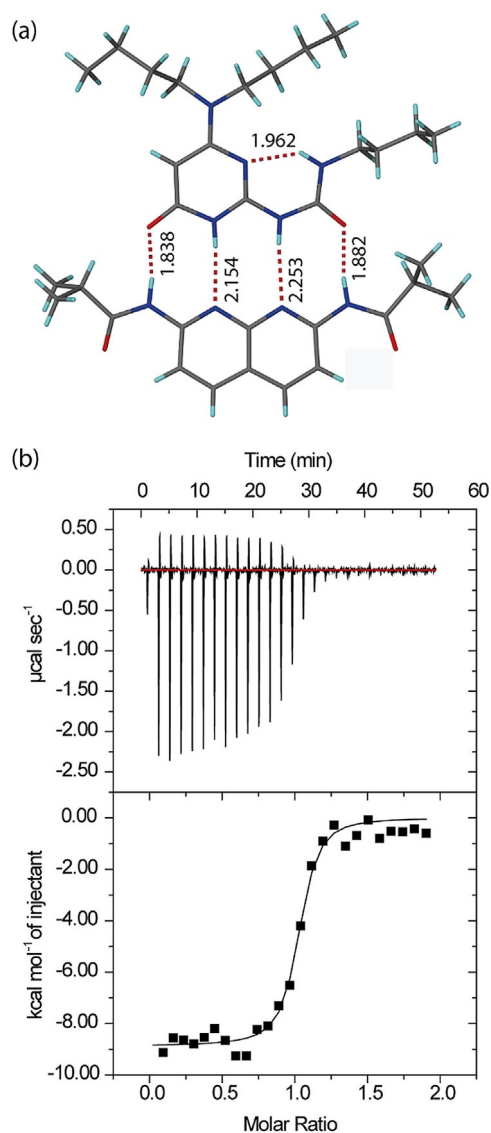 (a)
1.962
1.838
2.154
2.253
1.882
(b)
Time (min)
0 10 20 30 40 50 60
0.50
0.00
-0.50
-1.00
-1.50
-2.00
-2.50
µcal sec⁻¹
0.00
-2.00
-4.00
-6.00
-8.00
-10.00
kcal mol⁻¹ of injectant
0.0 0.5 1.0 1.5 2.0
Molar Ratio